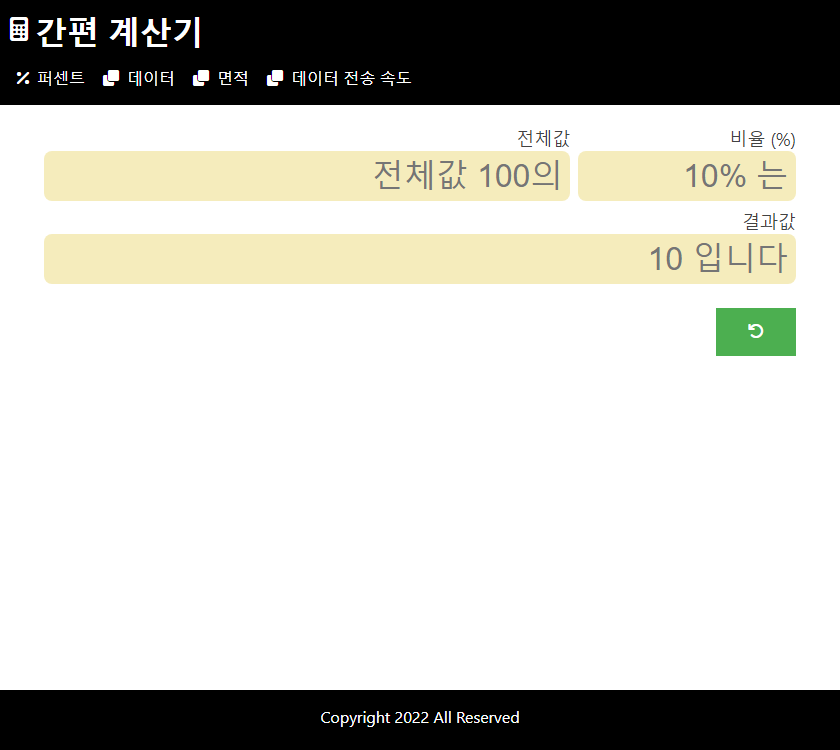 간편 계산기
퍼센트 데이터 면적 데이터 전송 속도
전체값 비율 (%)
전체값 100의 10% 는
결과값
10 입니다
Copyright 2022 All Reserved